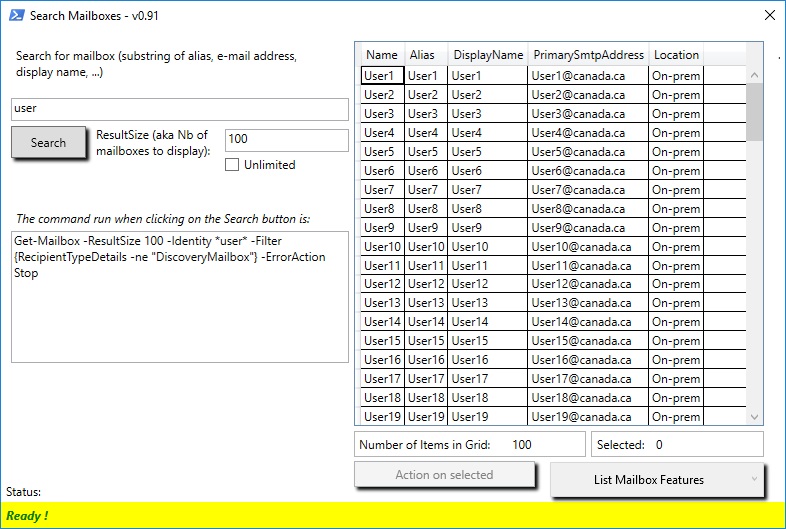 Search Mailboxes - v0.91
Search for mailbox (substring of alias, e-mail address,
display name, ...)
user
Search
ResultSize (aka Nb of
mailboxes to display):
100
Unlimited
The command run when clicking on the Search button is:
Get-Mailbox -ResultSize 100 -Identity *user* -Filter
{RecipientTypeDetails -ne "DiscoveryMailbox"} -ErrorAction
Stop
Name Alias DisplayName PrimarySmtpAddress Location
User1 User1 User1 User1@canada.ca On-prem
User2 User2 User2 User2@canada.ca On-prem
User3 User3 User3 User3@canada.ca On-prem
User4 User4 User4 User4@canada.ca On-prem
User5 User5 User5 User5@canada.ca On-prem
User6 User6 User6 User6@canada.ca On-prem
User7 User7 User7 User7@canada.ca On-prem
User8 User8 User8 User8@canada.ca On-prem
User9 User9 User9 User9@canada.ca On-prem
User10 User10 User10 User10@canada.ca On-prem
User11 User11 User11 User11@canada.ca On-prem
User12 User12 User12 User12@canada.ca On-prem
User13 User13 User13 User13@canada.ca On-prem
User14 User14 User14 User14@canada.ca On-prem
User15 User15 User15 User15@canada.ca On-prem
User16 User16 User16 User16@canada.ca On-prem
User17 User17 User17 User17@canada.ca On-prem
User18 User18 User18 User18@canada.ca On-prem
User19 User19 User19 User19@canada.ca On-prem
Number of Items in Grid: 100
Selected: 0
Action on selected
List Mailbox Features
Status:
Ready !